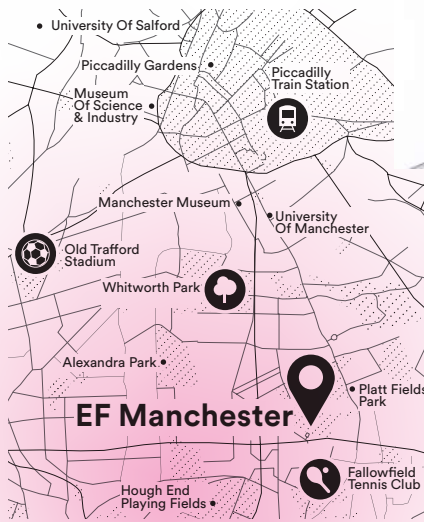 University Of Salford
Piccadilly Gardens
Piccadilly
Train Station
Museum
Of Science
& Industry
Manchester Museum
University
Of Manchester
Old Trafford
Stadium
Whitworth Park
Alexandra Park
Platt Fields
Park
EF Manchester
Fallowfield
Tennis Club
Hough End
Playing Fields